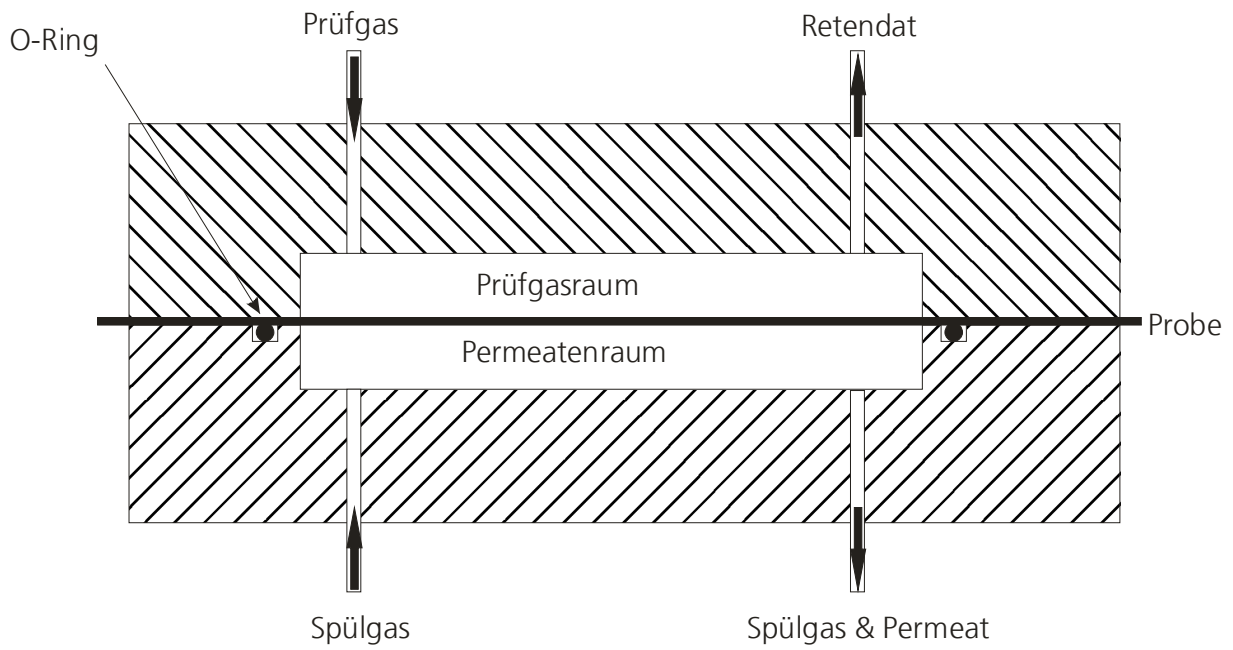 Prüfgas
Retendat
O-Ring
Prüfgasraum
Probe
Permeatenraum
Spülgas
Spülgas & Permeat